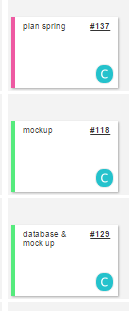 plan spring #137
C
mockup #118
C
database & #129
mock up
C